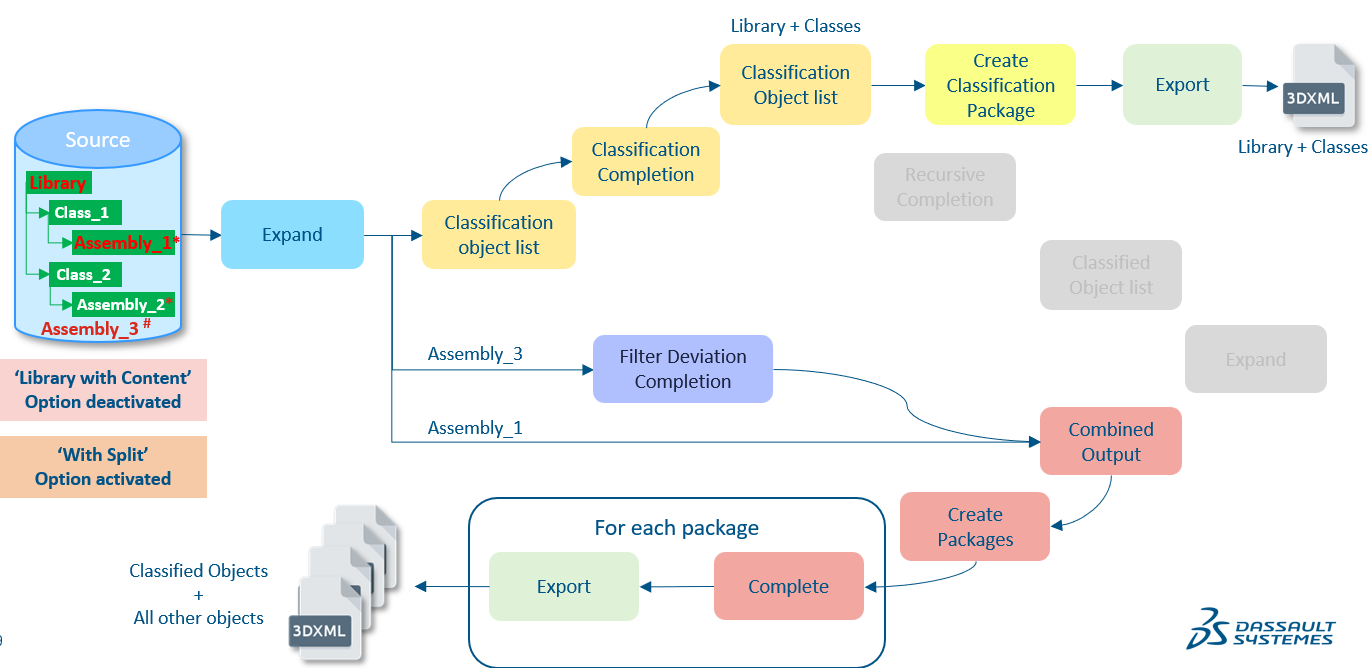 Library + Classes
Classification
Object list
Create
Classification
Package
Export
3DXML
Library + Classes
Source
Library
Class_1
Assembly_1*
Class_2
Assembly_2*
Assembly_3 #
Classification
Completion
Recursive
Completion
Expand
Classification
object list
Classified
Object list
Expand
Assembly_3
Filter Deviation
Completion
'Library with Content'
Option deactivated
Assembly_1
Combined
Output
'With Split'
Option activated
Create
Packages
For each package
Export
Complete
Classified Objects
+
All other objects
3DXML
9
DASSAULT
SYSTEMES